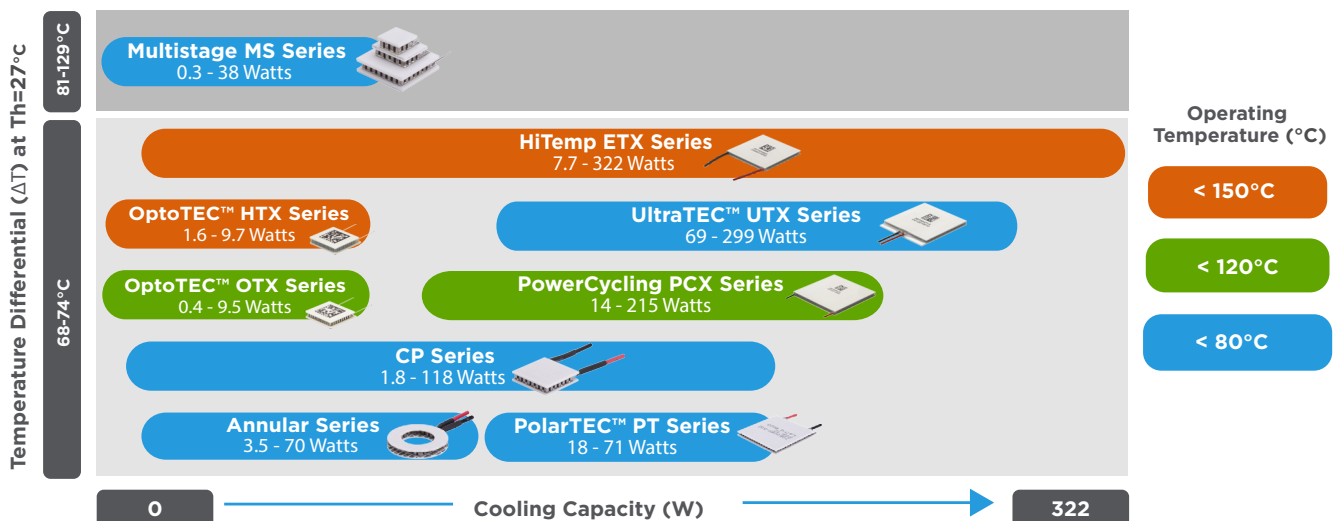 Temperature Differential (ΔT) at Th=27°C
81-129°C
Multistage MS Series
0.3 - 38 Watts
68-74°C
HiTemp ETX Series
7.7 - 322 Watts
OptoTEC™ HTX Series
1.6 - 9.7 Watts
UltraTEC™ UTX Series
69 - 299 Watts
OptoTEC™ OTX Series
0.4 - 9.5 Watts
PowerCycling PCX Series
14 - 215 Watts
CP Series
1.8 - 118 Watts
Annular Series
3.5 - 70 Watts
PolarTEC™ PT Series
18 - 71 Watts
0
Cooling Capacity (W)
322
Operating
Temperature (°C)
< 150°C
< 120°C
< 80°C